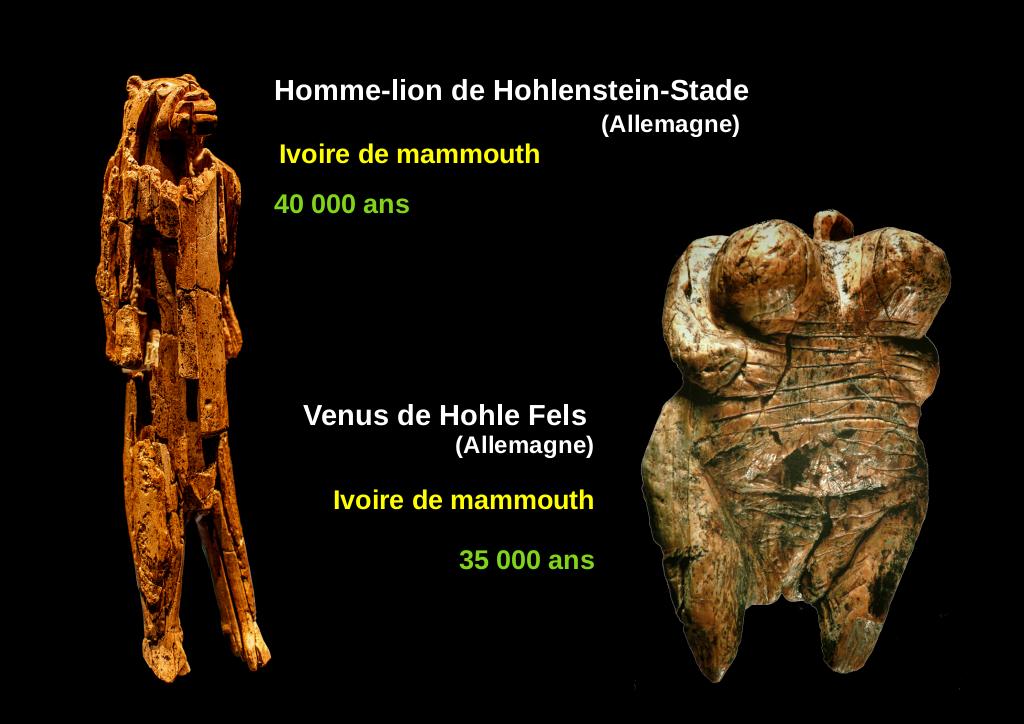 Homme-lion de Hohlenstein-Stade
(Allemagne)
Ivoire de mammouth
40 000 ans
Venus de Hohle Fels
(Allemagne)
Ivoire de mammouth
35 000 ans